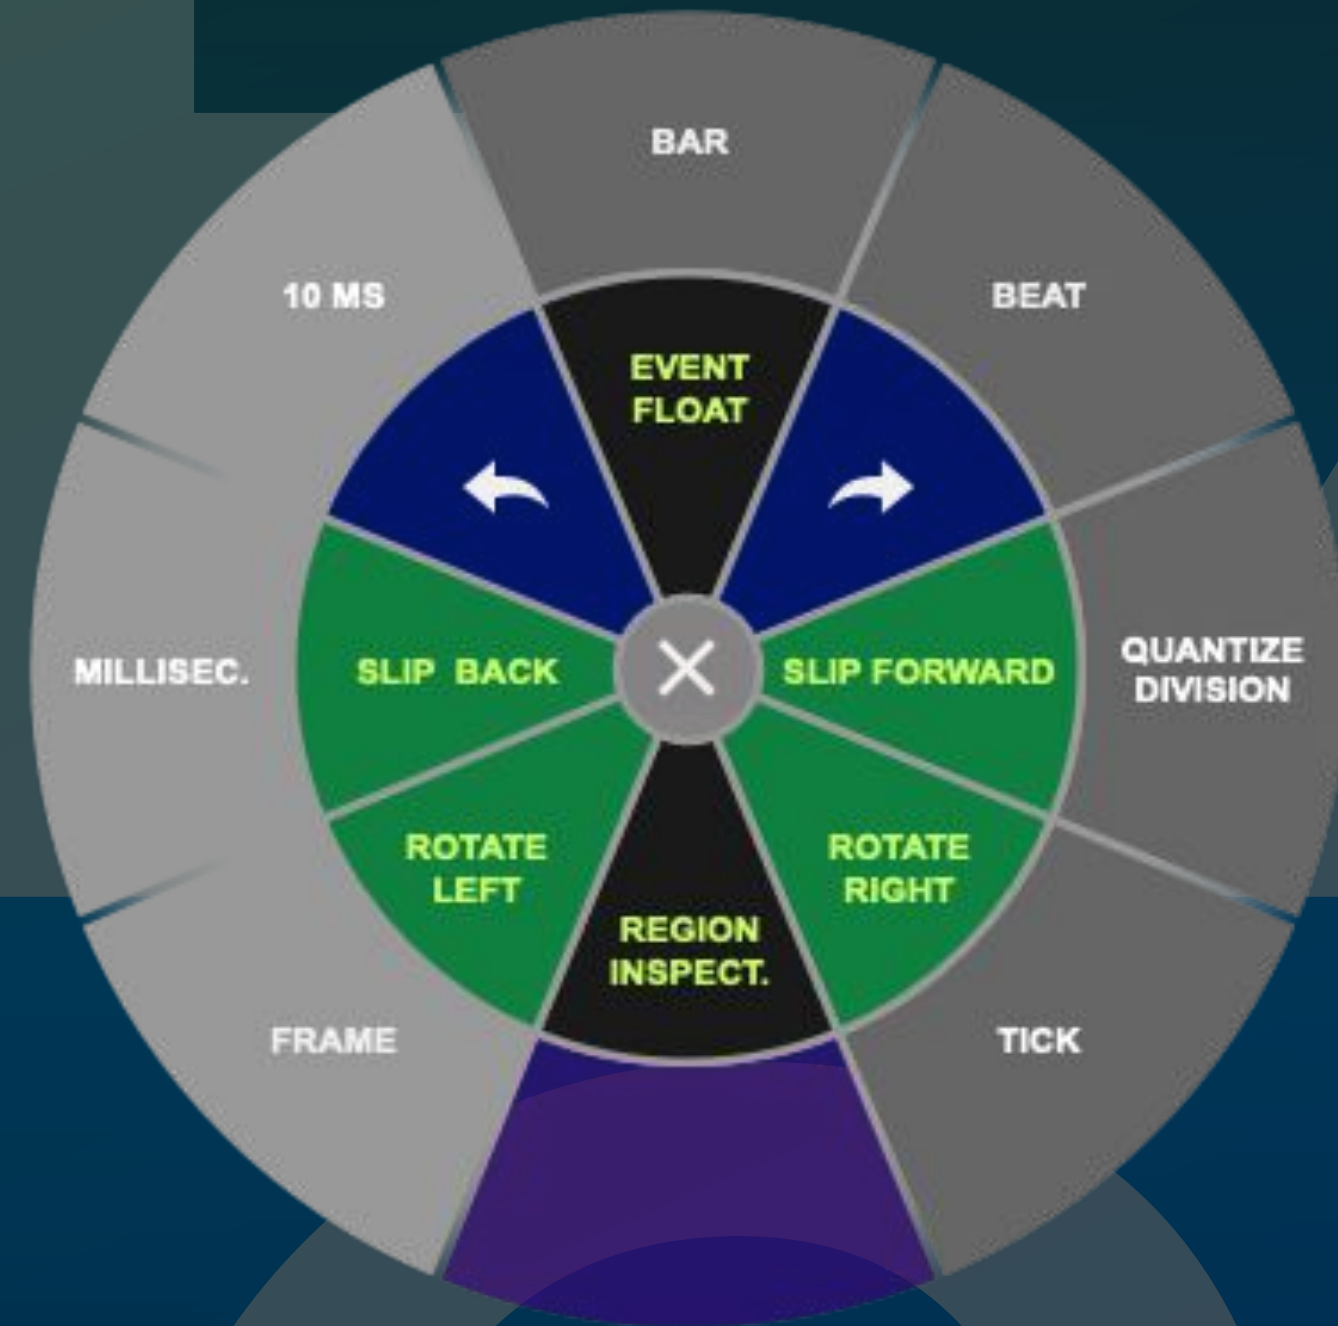 BAR
10 MS
BEAT
EVENT
FLOAT
MILLISEC.
SLIP  BACK
SLIP FORWARD
QUANTIZE
DIVISION
ROTATE
LEFT
ROTATE
RIGHT
REGION
INSPECT.
FRAME
TICK